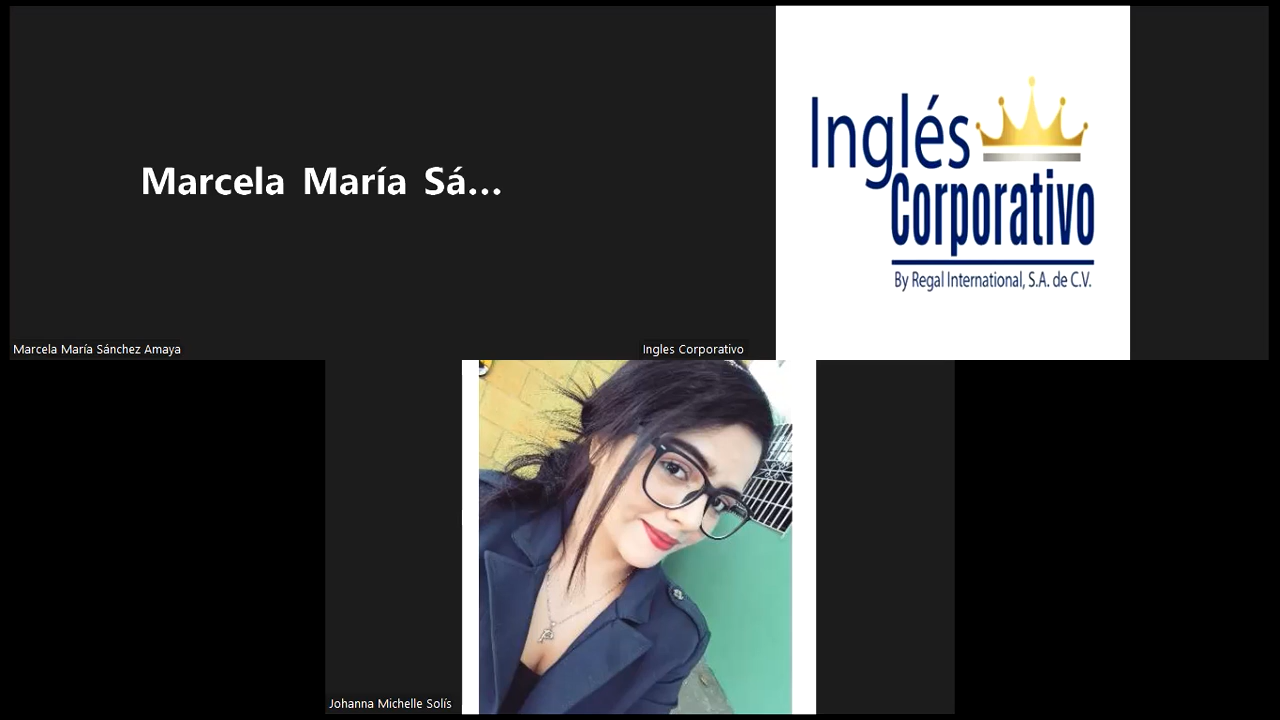 Marcela María Sá...
Marcela María Sánchez Amaya
Inglés
Corporativo
By Regal International, S.A. de C.V.
Ingles Corporativo
Johanna Michelle Solís